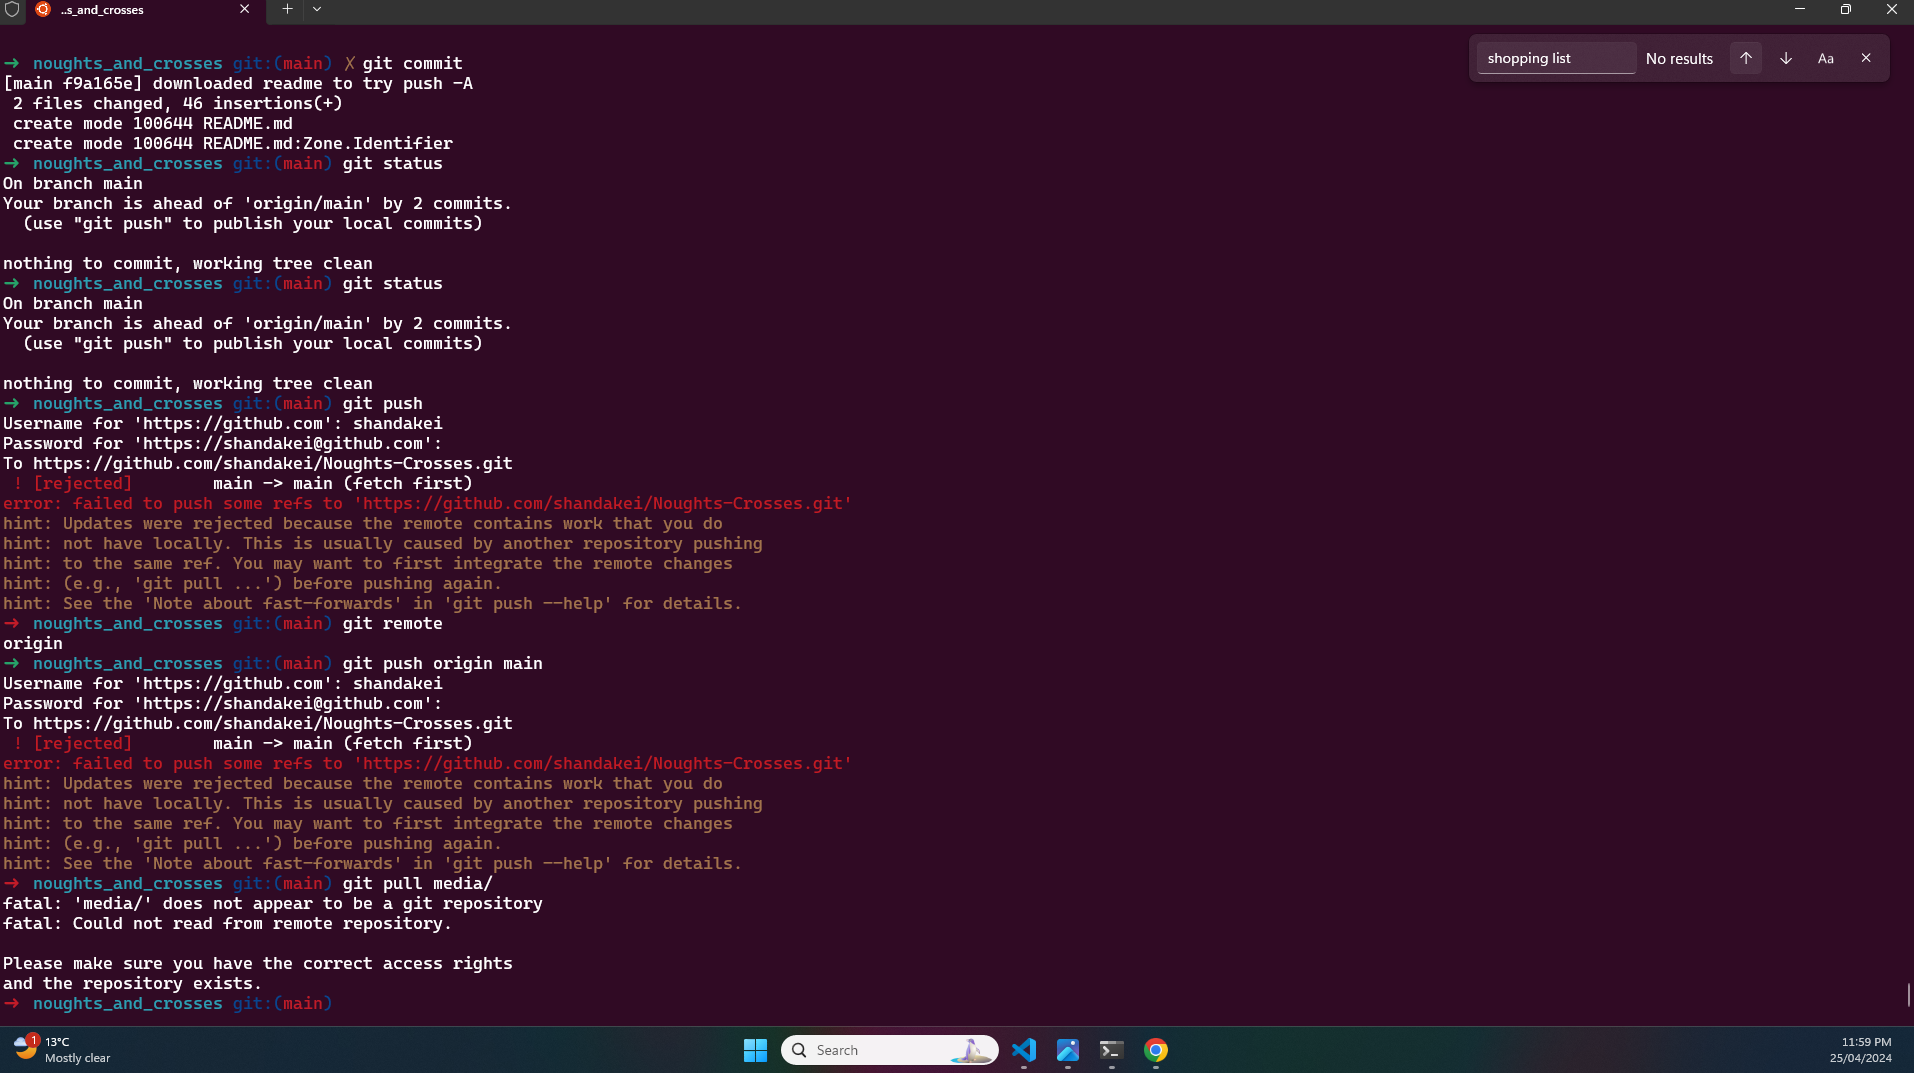 ..s_and_crosses
shopping list No results Aa
→ noughts_and_crosses git:(main) ✗ git commit
[main f9a165e] downloaded readme to try push -A
 2 files changed, 46 insertions(+)
 create mode 100644 README.md
 create mode 100644 README.md:Zone.Identifier
→ noughts_and_crosses git:(main) git status
On branch main
Your branch is ahead of 'origin/main' by 2 commits.
  (use "git push" to publish your local commits)

nothing to commit, working tree clean
→ noughts_and_crosses git:(main) git status
On branch main
Your branch is ahead of 'origin/main' by 2 commits.
  (use "git push" to publish your local commits)

nothing to commit, working tree clean
→ noughts_and_crosses git:(main) git push
Username for 'https://github.com': shandakei
Password for 'https://shandakei@github.com':
To https://github.com/shandakei/Noughts-Crosses.git
 ! [rejected]        main -> main (fetch first)
error: failed to push some refs to 'https://github.com/shandakei/Noughts-Crosses.git'
hint: Updates were rejected because the remote contains work that you do
hint: not have locally. This is usually caused by another repository pushing
hint: to the same ref. You may want to first integrate the remote changes
hint: (e.g., 'git pull ...') before pushing again.
hint: See the 'Note about fast-forwards' in 'git push --help' for details.
→ noughts_and_crosses git:(main) git remote
origin
→ noughts_and_crosses git:(main) git push origin main
Username for 'https://github.com': shandakei
Password for 'https://shandakei@github.com':
To https://github.com/shandakei/Noughts-Crosses.git
 ! [rejected]        main -> main (fetch first)
error: failed to push some refs to 'https://github.com/shandakei/Noughts-Crosses.git'
hint: Updates were rejected because the remote contains work that you do
hint: not have locally. This is usually caused by another repository pushing
hint: to the same ref. You may want to first integrate the remote changes
hint: (e.g., 'git pull ...') before pushing again.
hint: See the 'Note about fast-forwards' in 'git push --help' for details.
→ noughts_and_crosses git:(main) git pull media/
fatal: 'media/' does not appear to be a git repository
fatal: Could not read from remote repository.

Please make sure you have the correct access rights
and the repository exists.
→ noughts_and_crosses git:(main)
1
13°C
Mostly clear
Search
11:59 PM
25/04/2024